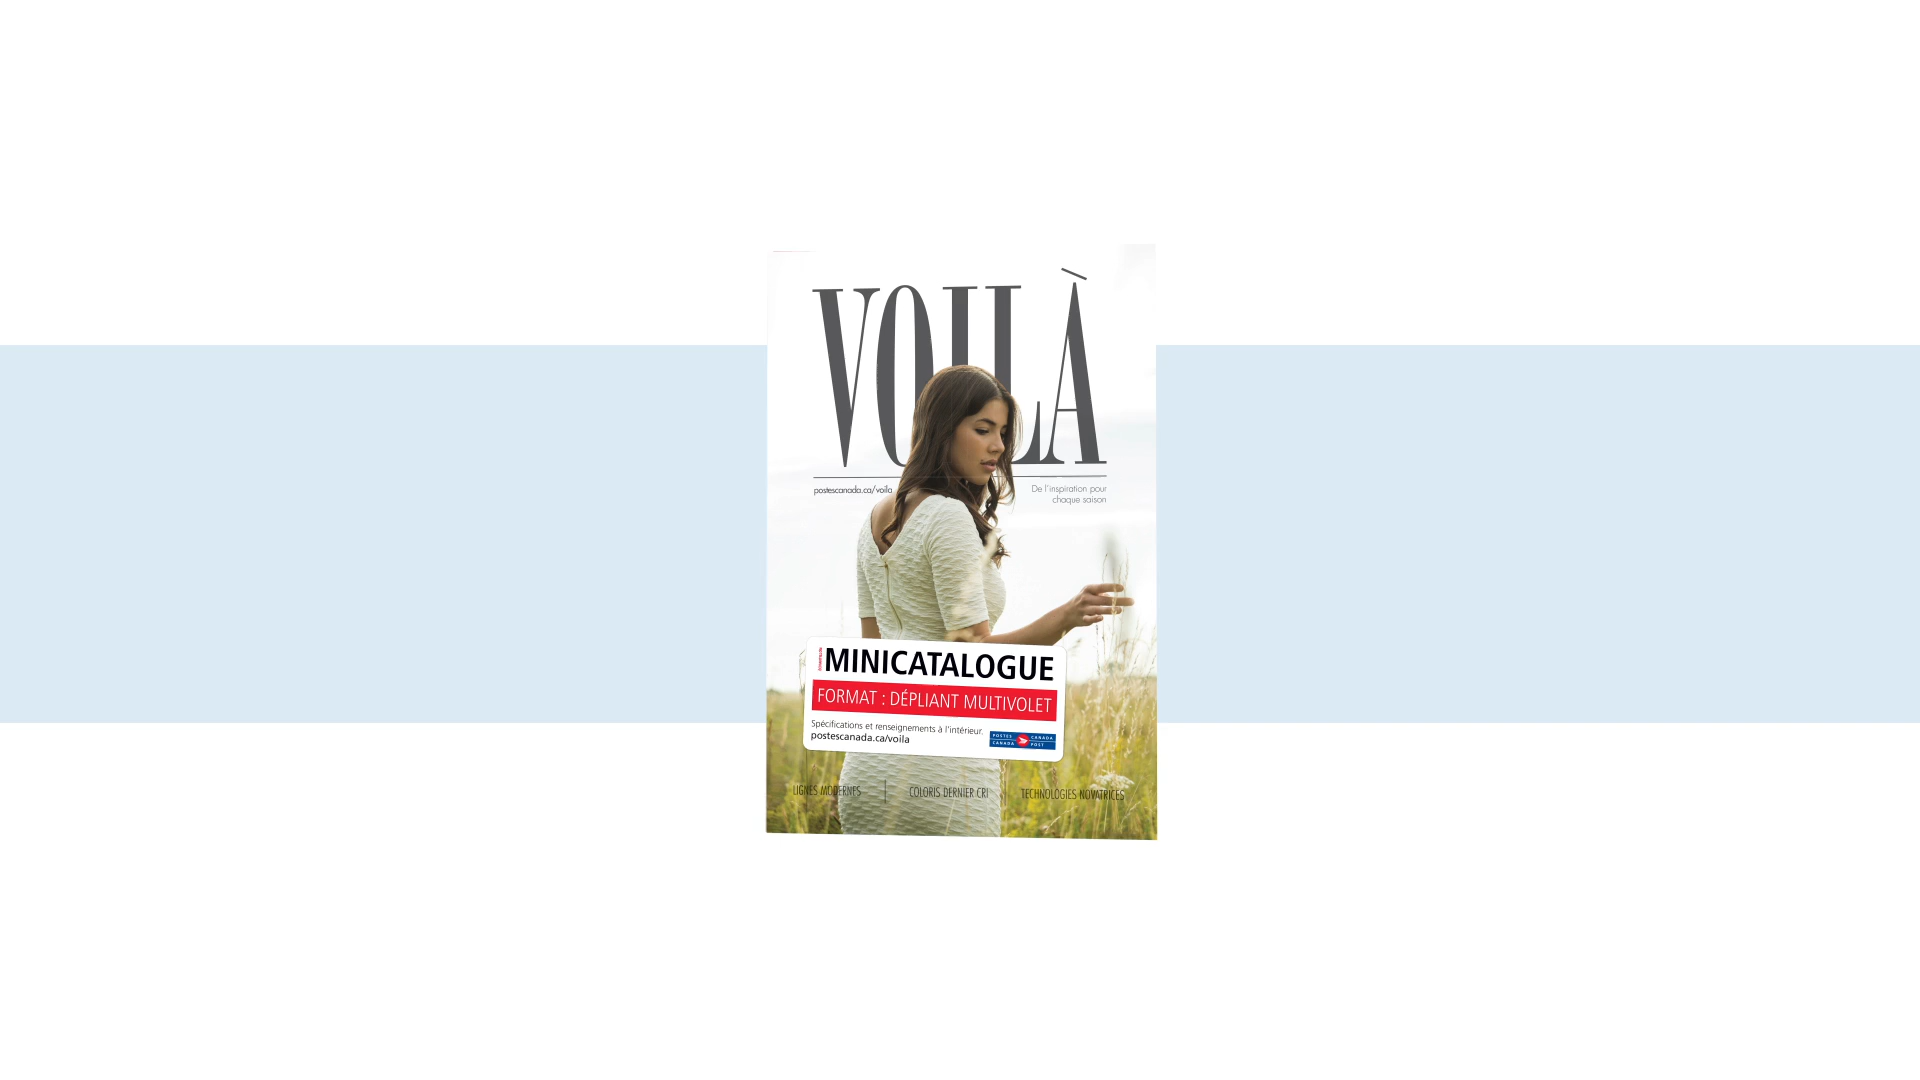 VOILÀ
postescanada.ca/voila
De l'inspiration pour
chaque saison
MINICATALOGUE
FORMAT : DÉPLIANT MULTIVOLET
Spécifications et renseignements à l'intérieur.
postescanada.ca/voila
POSTES CANADA
CANADA POST
LIGNES MODERNES
COLORIS DERNIER CRI
TECHNOLOGIES NOVATRICES